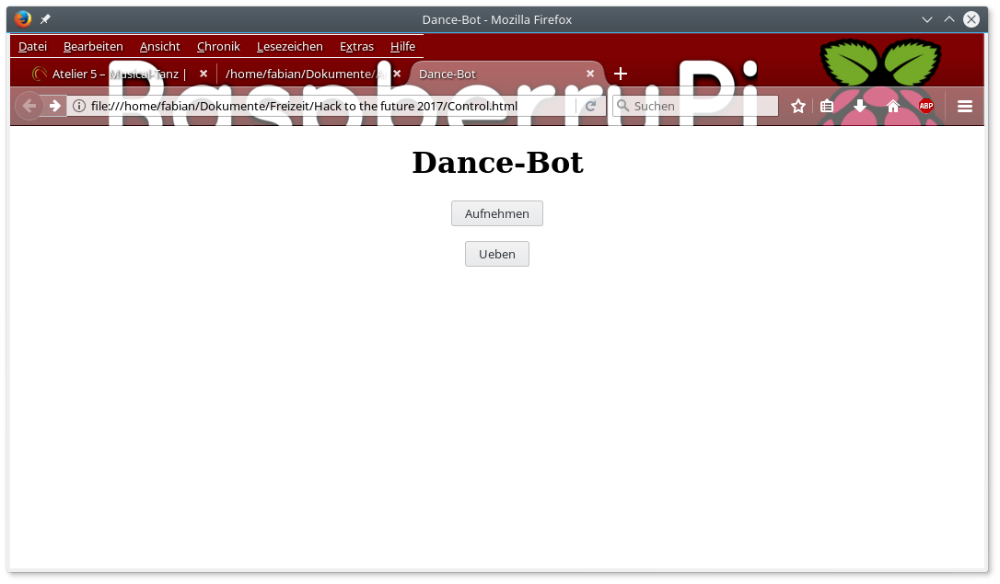 Dance-Bot - Mozilla Firefox
Datei Bearbeiten Ansicht Chronik Lesezeichen Extras Hilfe
Atelier 5 – Musical-Tanz | /home/fabian/Dokumente/ Dance-Bot
RaspberryPi
file:///home/fabian/Dokumente/Freizeit/Hack to the future 2017/Control.html Suchen ABP
Dance-Bot
Aufnehmen
Ueben